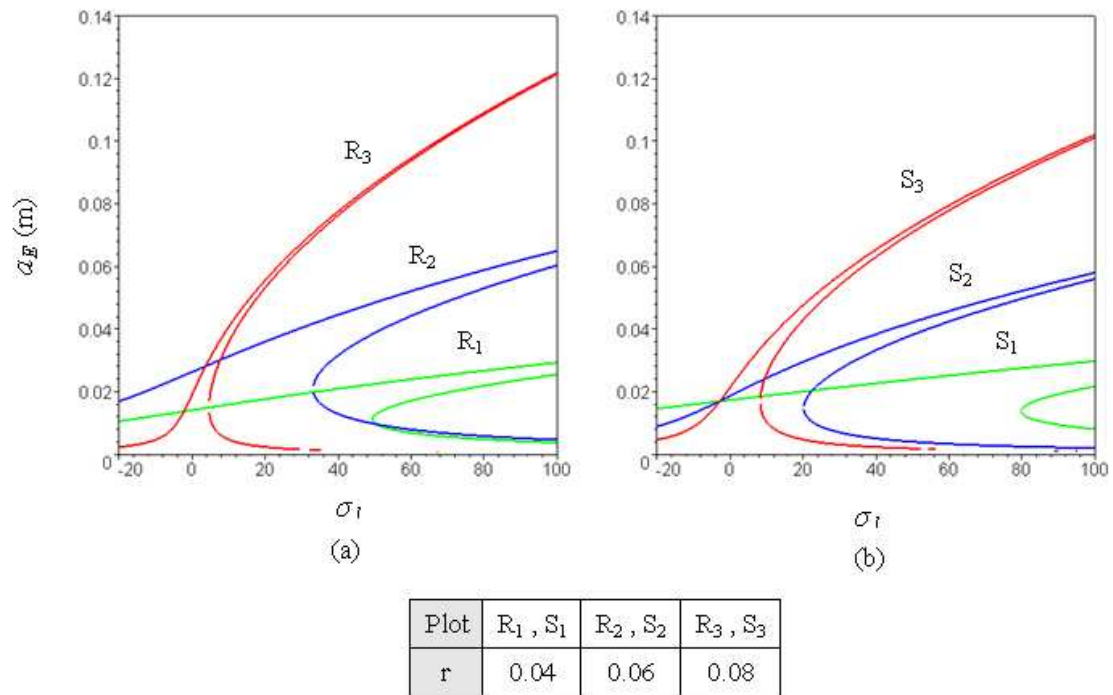 0.14
0.12
0.1
0.08
0.06
0.04
0.02
0
-20 0 20 40 60 80 100
a_E (m)
R₃
R₂
R₁
σ₁
(a)
0.14
0.12
0.1
0.08
0.06
0.04
0.02
0
-20 0 20 40 60 80 100
S₃
S₂
S₁
σ₁
(b)
Plot R₁ , S₁ R₂ , S₂ R₃ , S₃
r 0.04 0.06 0.08